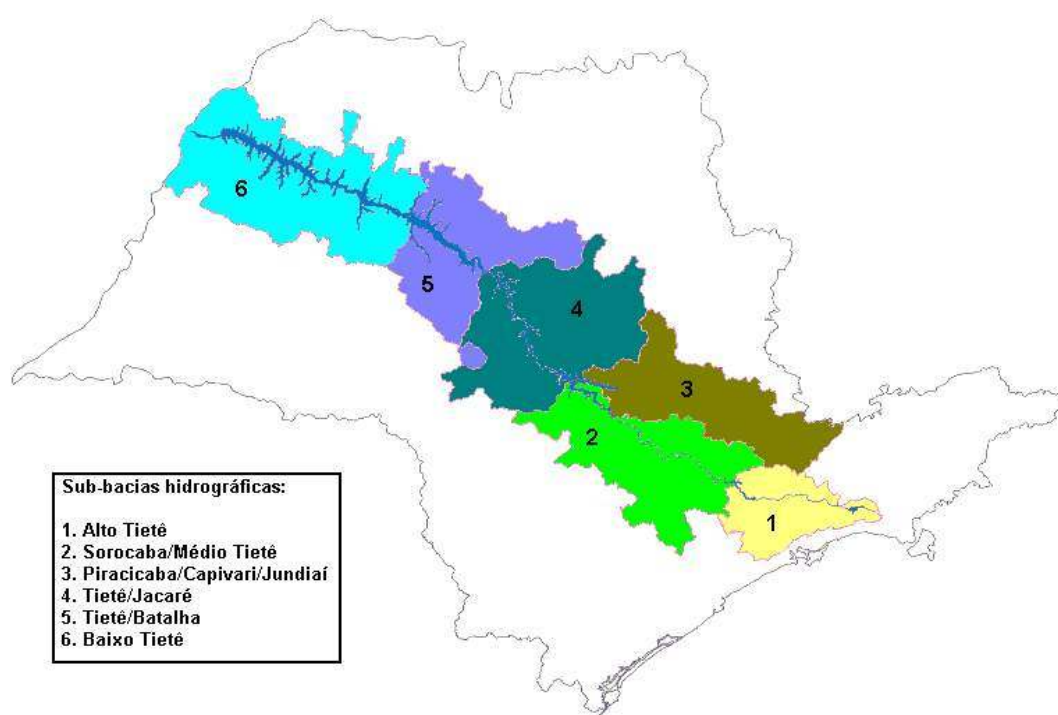 6
5
4
3
2
1
Sub-bacias hidrográficas:
1. Alto Tietê
2. Sorocaba/Médio Tietê
3. Piracicaba/Capivari/Jundiaí
4. Tietê/Jacaré
5. Tietê/Batalha
6. Baixo Tietê